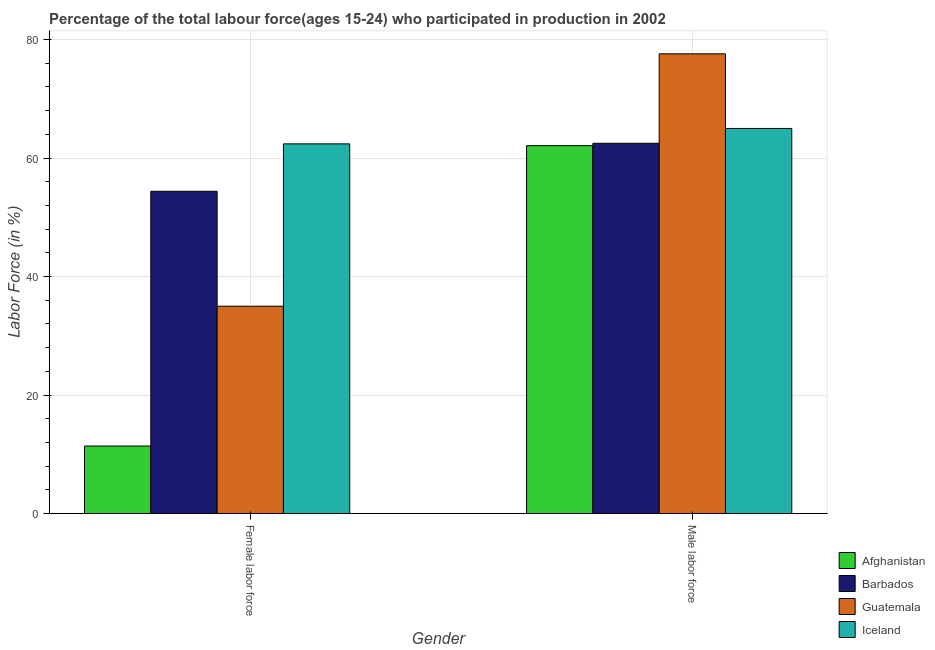 Percentage of the total labour force(ages 15-24) who participated in production in 2002
Labor Force (in %)
80
60
40
20
0
Female labor force
Male labor force
Gender
Afghanistan
Barbados
Guatemala
Iceland